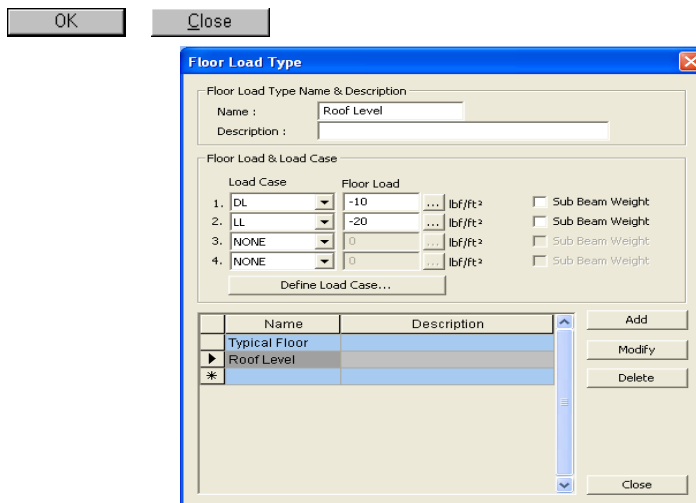 OK Close
Floor Load Type
Floor Load Type Name & Description
Name : Roof Level
Description :
Floor Load & Load Case
Load Case Floor Load
1. DL -10 ... lbf/ft² Sub Beam Weight
2. LL -20 ... lbf/ft² Sub Beam Weight
3. NONE 0 ... lbf/ft² Sub Beam Weight
4. NONE 0 ... lbf/ft² Sub Beam Weight
Define Load Case...
Name Description
Typical Floor
Roof Level
Add
Modify
Delete
Close